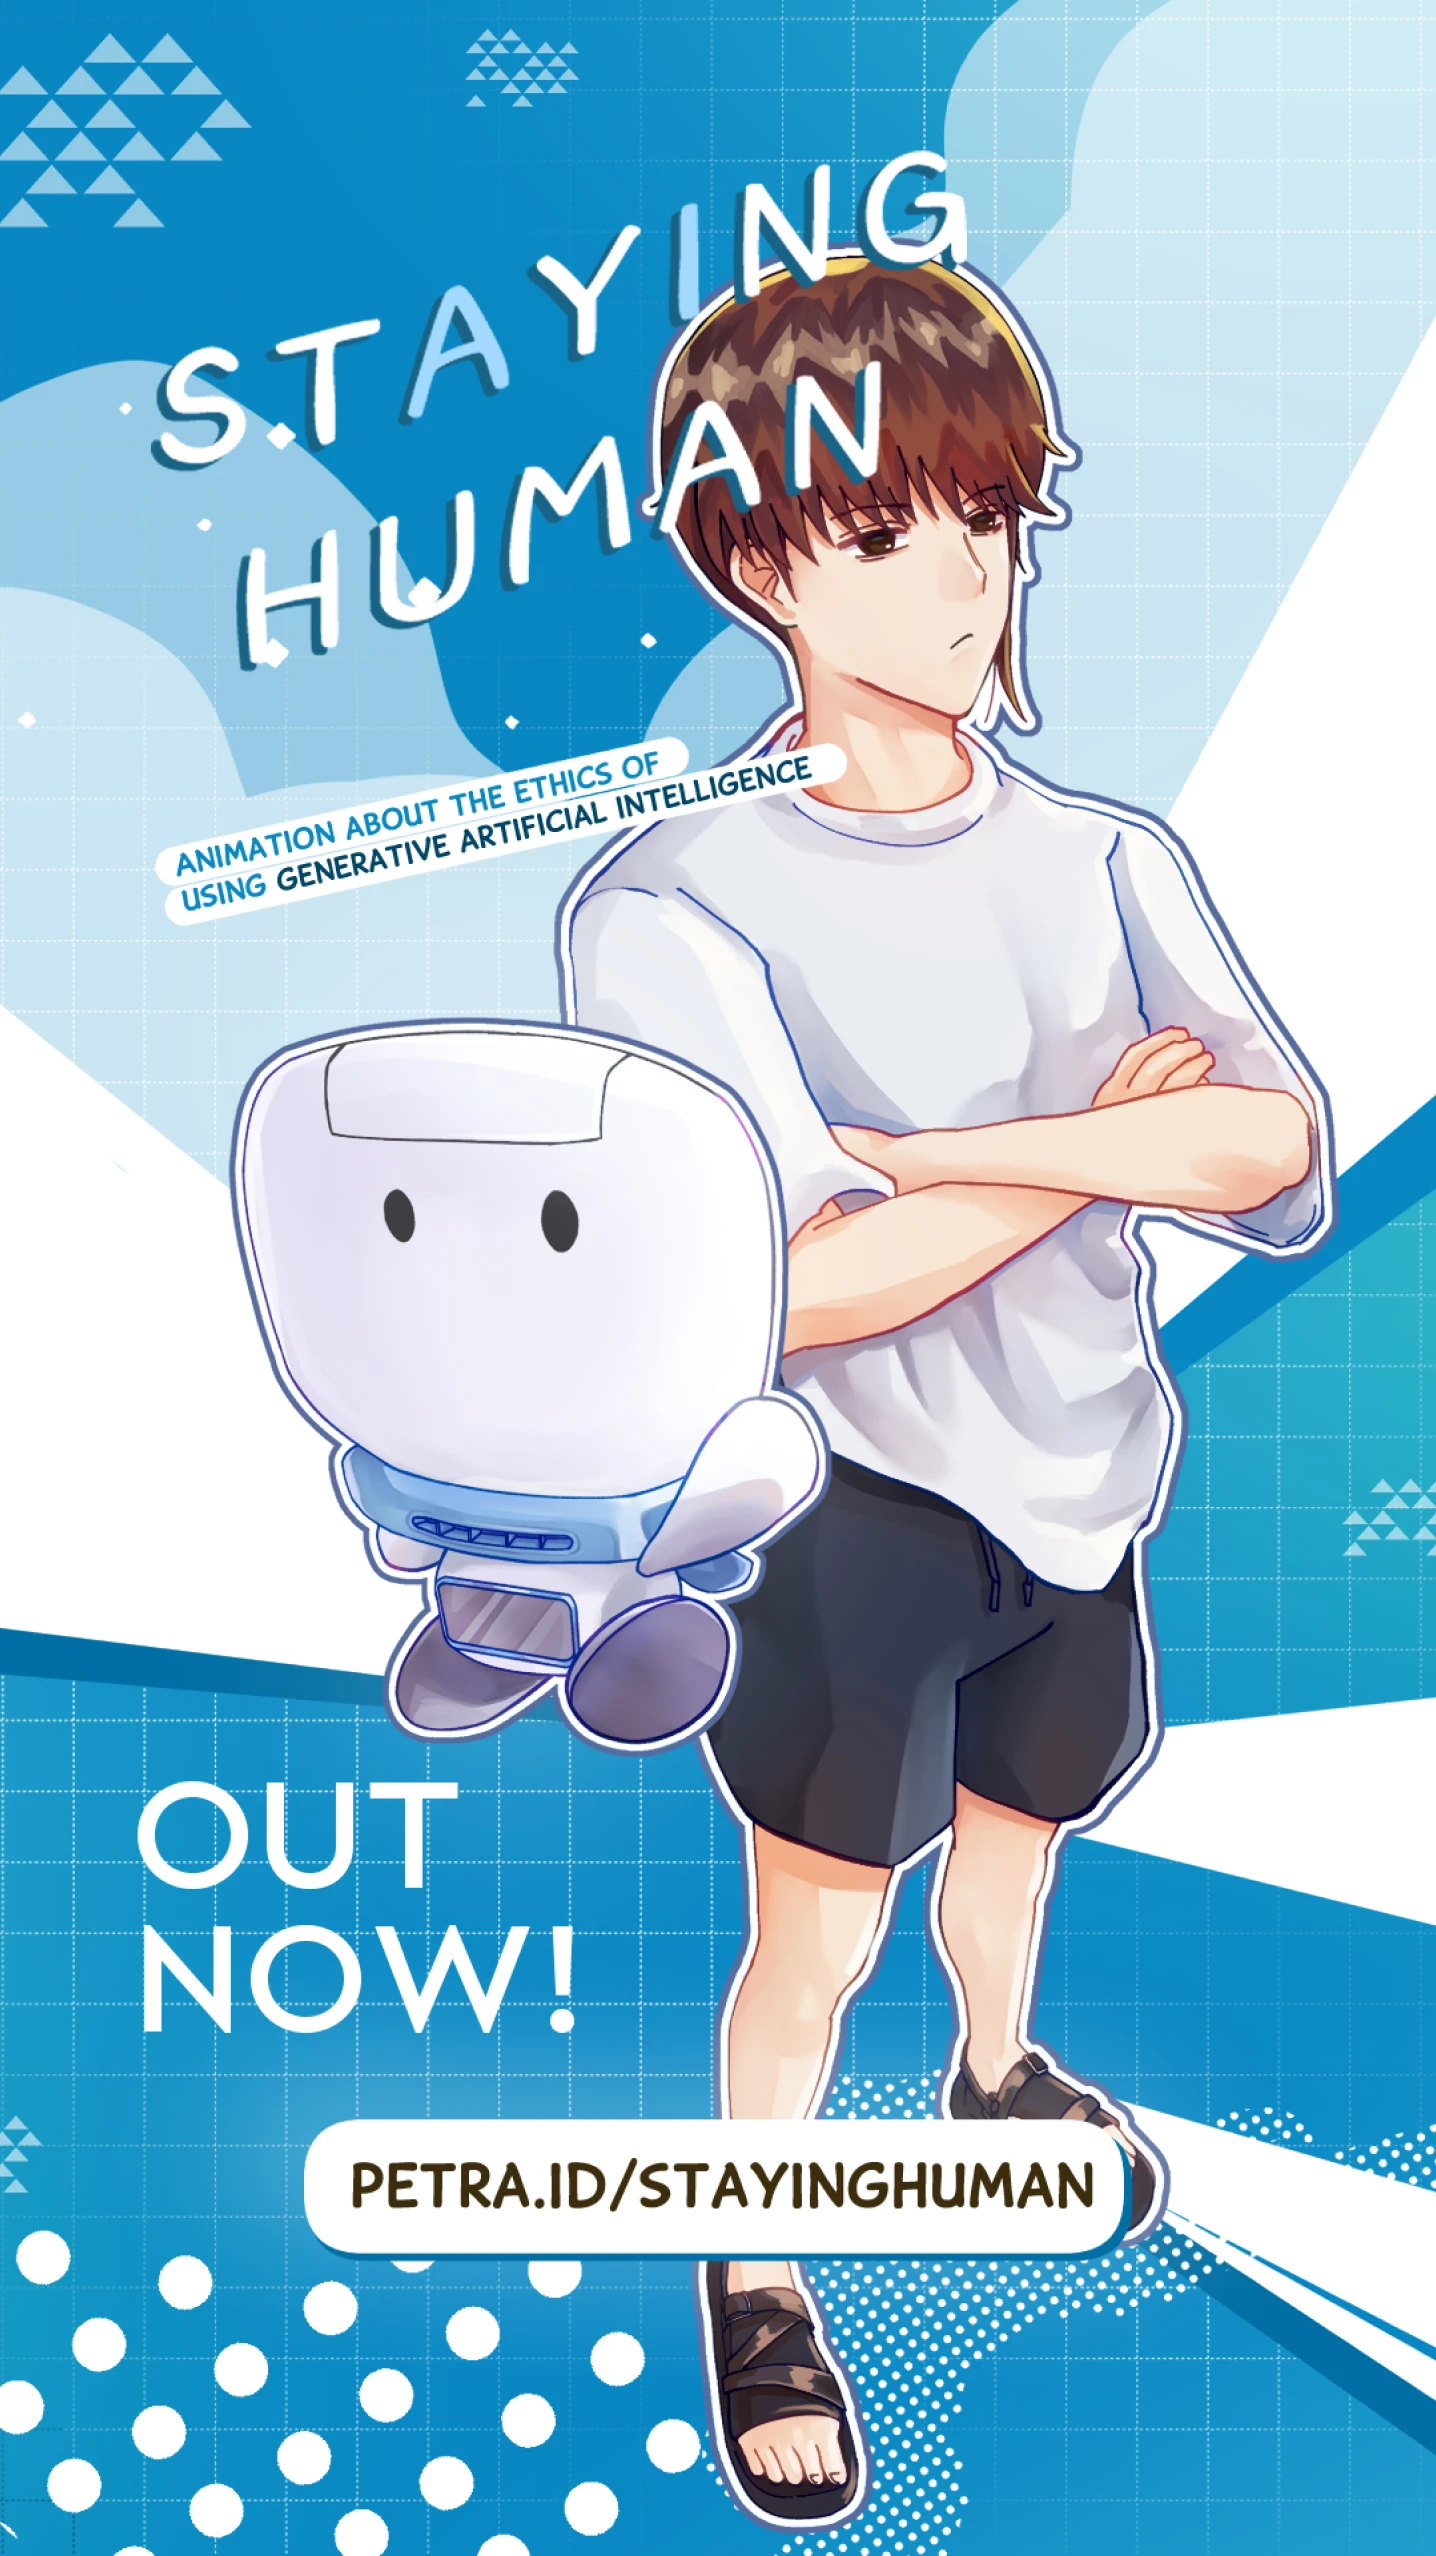 STAYING
HUMAN
ANIMATION ABOUT THE ETHICS OF
USING GENERATIVE ARTIFICIAL INTELLIGENCE
OUT
NOW!
PETRA.ID/STAYINGHUMAN